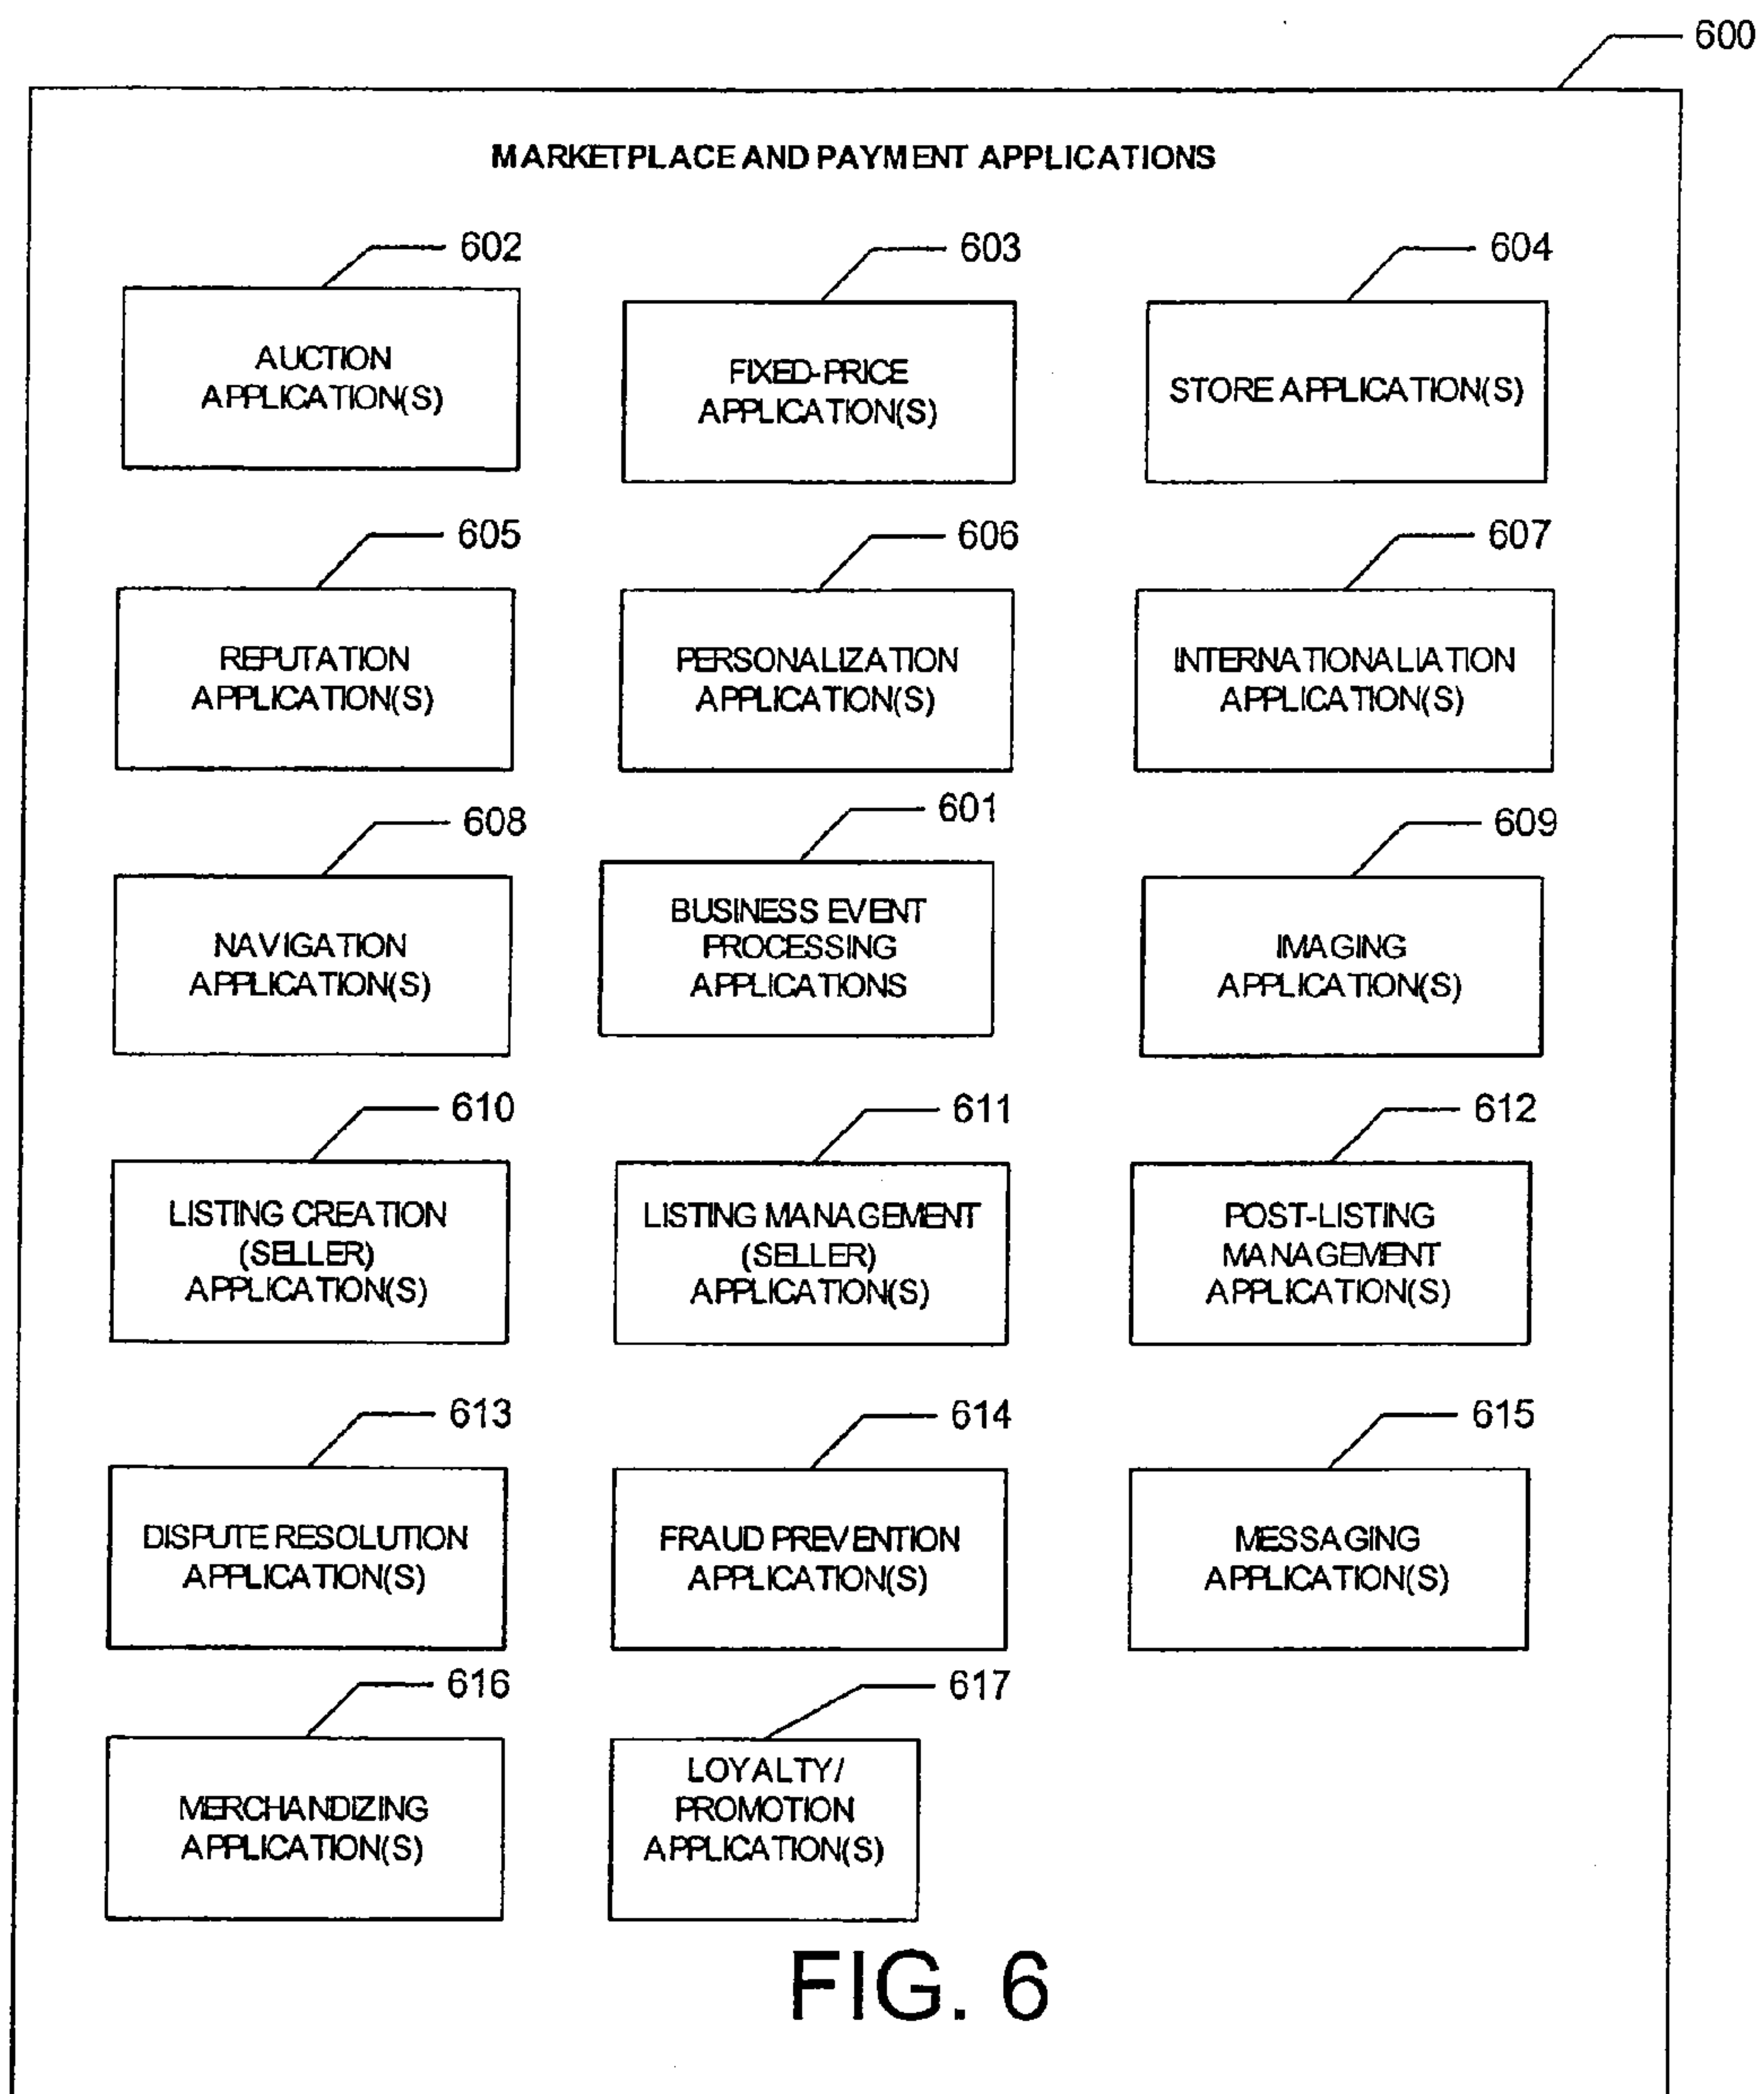 600
MARKETPLACE AND PAYMENT APPLICATIONS
602
AUCTION
APPLICATION(S)
603
FIXED-PRICE
APPLICATION(S)
604
STORE APPLICATION(S)
605
REPUTATION
APPLICATION(S)
606
PERSONALIZATION
APPLICATION(S)
607
INTERNATIONALIATION
APPLICATION(S)
608
NAVIGATION
APPLICATION(S)
601
BUSINESS EVENT
PROCESSING
APPLICATIONS
609
IMAGING
APPLICATION(S)
610
LISTING CREATION
(SELLER)
APPLICATION(S)
611
LISTING MANAGEMENT
(SELLER)
APPLICATION(S)
612
POST-LISTING
MANAGEMENT
APPLICATION(S)
613
DISPUTE RESOLUTION
APPLICATION(S)
614
FRAUD PREVENTION
APPLICATION(S)
615
MESSAGING
APPLICATION(S)
616
MERCHANDIZING
APPLICATION(S)
617
LOYALTY/
PROMOTION
APPLICATION(S)
FIG. 6